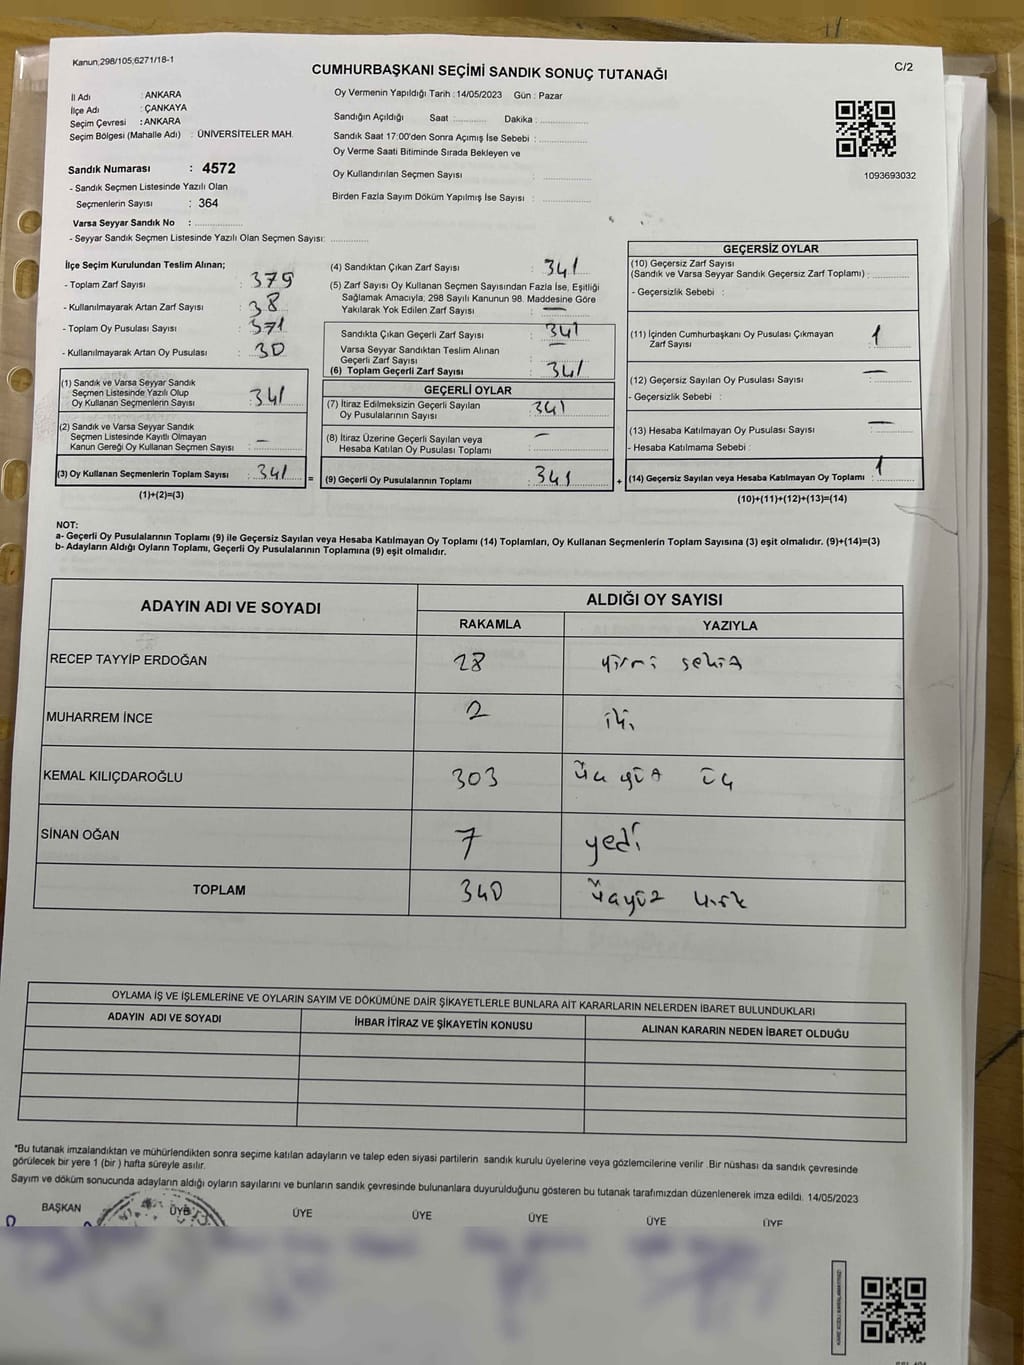 Kanun;298/105;6271/18-1
CUMHURBAŞKANI SEÇİMİ SANDIK SONUÇ TUTANAĞI
C/2
İl Adı : ANKARA
İlçe Adı : ÇANKAYA
Seçim Çevresi : ANKARA
Seçim Bölgesi (Mahalle Adı) : ÜNİVERSİTELER MAH.
Sandık Numarası : 4572
- Sandık Seçmen Listesinde Yazılı Olan
Seçmenlerin Sayısı : 364
Varsa Seyyar Sandık No :
- Seyyar Sandık Seçmen Listesinde Yazılı Olan Seçmen Sayısı:
Oy Vermenin Yapıldığı Tarih : 14/05/2023 Gün : Pazar
Sandığın Açıldığı Saat : Dakika :
Sandık Saat 17:00'den Sonra Açımış İse Sebebi :
Oy Verme Saati Bitiminde Sırada Bekleyen ve
Oy Kullandırılan Seçmen Sayısı :
Birden Fazla Sayım Döküm Yapılmış İse Sayısı :
1093693032
İlçe Seçim Kurulundan Teslim Alınan;
- Toplam Zarf Sayısı : 379
- Kullanılmayarak Artan Zarf Sayısı : 38
- Toplam Oy Pusulası Sayısı : 371
- Kullanılmayarak Artan Oy Pusulası : 30
(1) Sandık ve Varsa Seyyar Sandık
Seçmen Listesinde Yazılı Olup
Oy Kullanan Seçmenlerin Sayısı : 341
(2) Sandık ve Varsa Seyyar Sandık
Seçmen Listesinde Kayıtlı Olmayan
Kanun Gereği Oy Kullanan Seçmen Sayısı : —
(3) Oy Kullanan Seçmenlerin Toplam Sayısı : 341
(1)+(2)=(3)
(4) Sandıktan Çıkan Zarf Sayısı : 341
(5) Zarf Sayısı Oy Kullanan Seçmen Sayısından Fazla İse, Eşitliği
Sağlamak Amacıyla, 298 Sayılı Kanunun 98. Maddesine Göre
Yakılarak Yok Edilen Zarf Sayısı : —
Sandıkta Çıkan Geçerli Zarf Sayısı : 341
Varsa Seyyar Sandıktan Teslim Alınan
Geçerli Zarf Sayısı : —
(6) Toplam Geçerli Zarf Sayısı : 341
GEÇERLİ OYLAR
(7) İtiraz Edilmeksizin Geçerli Sayılan
Oy Pusulalarının Sayısı : 341
(8) İtiraz Üzerine Geçerli Sayılan veya
Hesaba Katılan Oy Pusulası Toplamı : —
= (9) Geçerli Oy Pusulalarının Toplamı : 341
GEÇERSİZ OYLAR
(10) Geçersiz Zarf Sayısı
(Sandık ve Varsa Seyyar Sandık Geçersiz Zarf Toplamı) :
- Geçersizlik Sebebi :
(11) İçinden Cumhurbaşkanı Oy Pusulası Çıkmayan
Zarf Sayısı : 1
(12) Geçersiz Sayılan Oy Pusulası Sayısı : —
- Geçersizlik Sebebi :
(13) Hesaba Katılmayan Oy Pusulası Sayısı : —
- Hesaba Katılmama Sebebi :
+ (14) Geçersiz Sayılan veya Hesaba Katılmayan Oy Toplamı : 1
(10)+(11)+(12)+(13)=(14)
NOT:
a- Geçerli Oy Pusulalarının Toplamı (9) ile Geçersiz Sayılan veya Hesaba Katılmayan Oy Toplamı (14) Toplamları, Oy Kullanan Seçmenlerin Toplam Sayısına (3) eşit olmalıdır. (9)+(14)=(3)
b- Adayların Aldığı Oyların Toplamı, Geçerli Oy Pusulalarının Toplamına (9) eşit olmalıdır.
ADAYIN ADI VE SOYADI
ALDIĞI OY SAYISI
RAKAMLA YAZIYLA
RECEP TAYYİP ERDOĞAN 28 yirmi sekiz
MUHARREM İNCE 2 iki
KEMAL KILIÇDAROĞLU 303 üç yüz üç
SİNAN OĞAN 7 yedi
TOPLAM 340 üçyüz kırk
OYLAMA İŞ VE İŞLEMLERİNE VE OYLARIN SAYIM VE DÖKÜMÜNE DAİR ŞİKAYETLERLE BUNLARA AİT KARARLARIN NELERDEN İBARET BULUNDUKLARI
ADAYIN ADI VE SOYADI İHBAR İTİRAZ VE ŞİKAYETİN KONUSU ALINAN KARARIN NEDEN İBARET OLDUĞU
*Bu tutanak imzalandıktan ve mühürlendikten sonra seçime katılan adayların ve talep eden siyasi partilerin sandık kurulu üyelerine veya gözlemcilerine verilir .Bir nüshası da sandık çevresinde
görülecek bir yere 1 (bir ) hafta süreyle asılır.
Sayım ve döküm sonucunda adayların aldığı oyların sayılarını ve bunların sandık çevresinde bulunanlara duyurulduğunu gösteren bu tutanak tarafımızdan düzenlenerek imza edildi. 14/05/2023
BAŞKAN ÜYE ÜYE ÜYE ÜYE ÜYE ÜYE